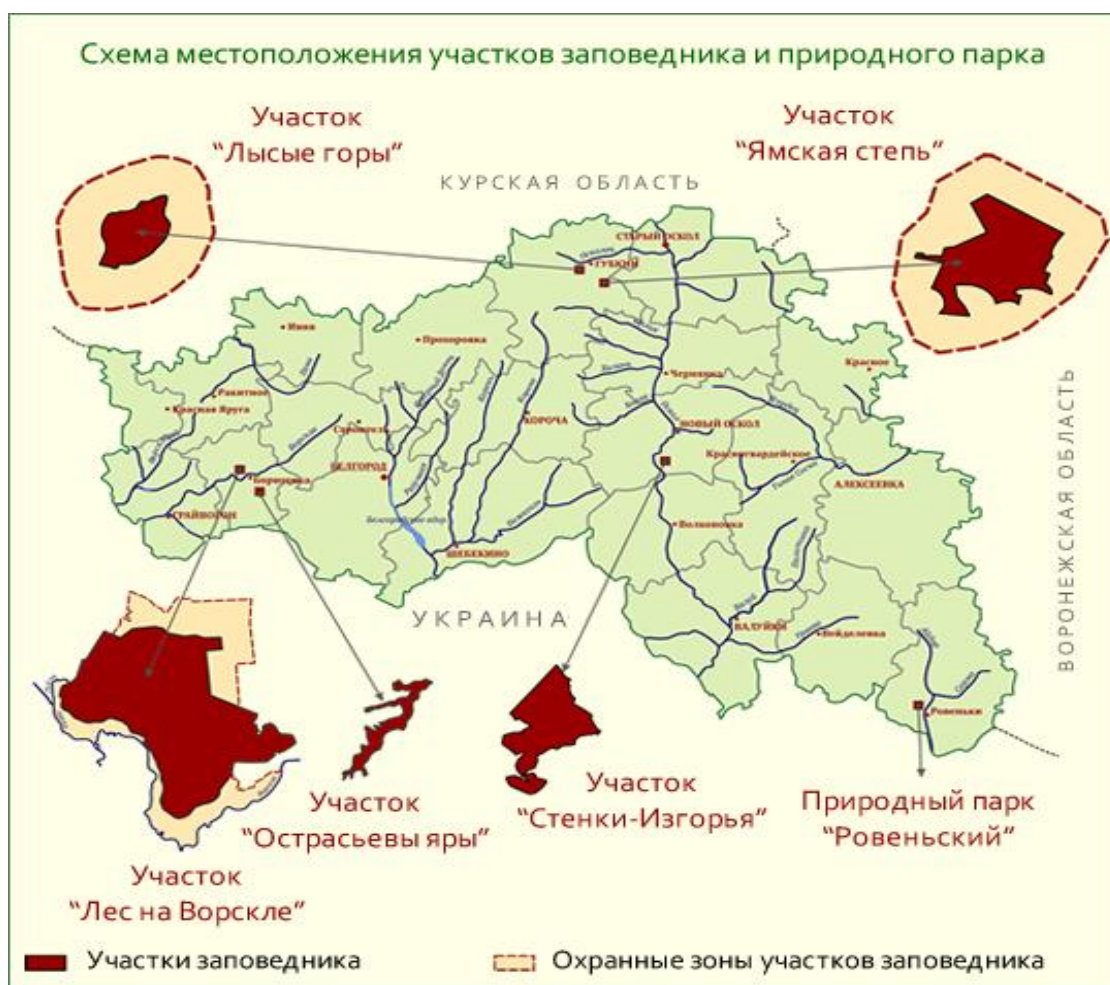 Схема местоположения участков заповедника и природного парка
Участок
“Лысые горы”
Участок
“Ямская степь”
КУРСКАЯ ОБЛАСТЬ
СТАРЫЙ ОСКОЛ
ГУБКИН
Ивня
Прохоровка
Красное
Чернянка
Ракитное
Красная Яруга
КОРОЧА
НОВЫЙ ОСКОЛ
Красногвардейское
БЕЛГОРОД
Борисовка
АЛЕКСЕЕВКА
ГРАЙВОРОН
Волоконовка
ШЕБЕКИНО
ВОРОНЕЖСКАЯ ОБЛАСТЬ
УКРАИНА
ВАЛУЙКИ
Вейделевка
Ровеньки
Участок
“Стенки-Изгорья”
Природный парк
“Ровеньский”
Участок
“Острасьевы яры”
Участок
“Лес на Ворскле”
Участки заповедника
Охранные зоны участков заповедника